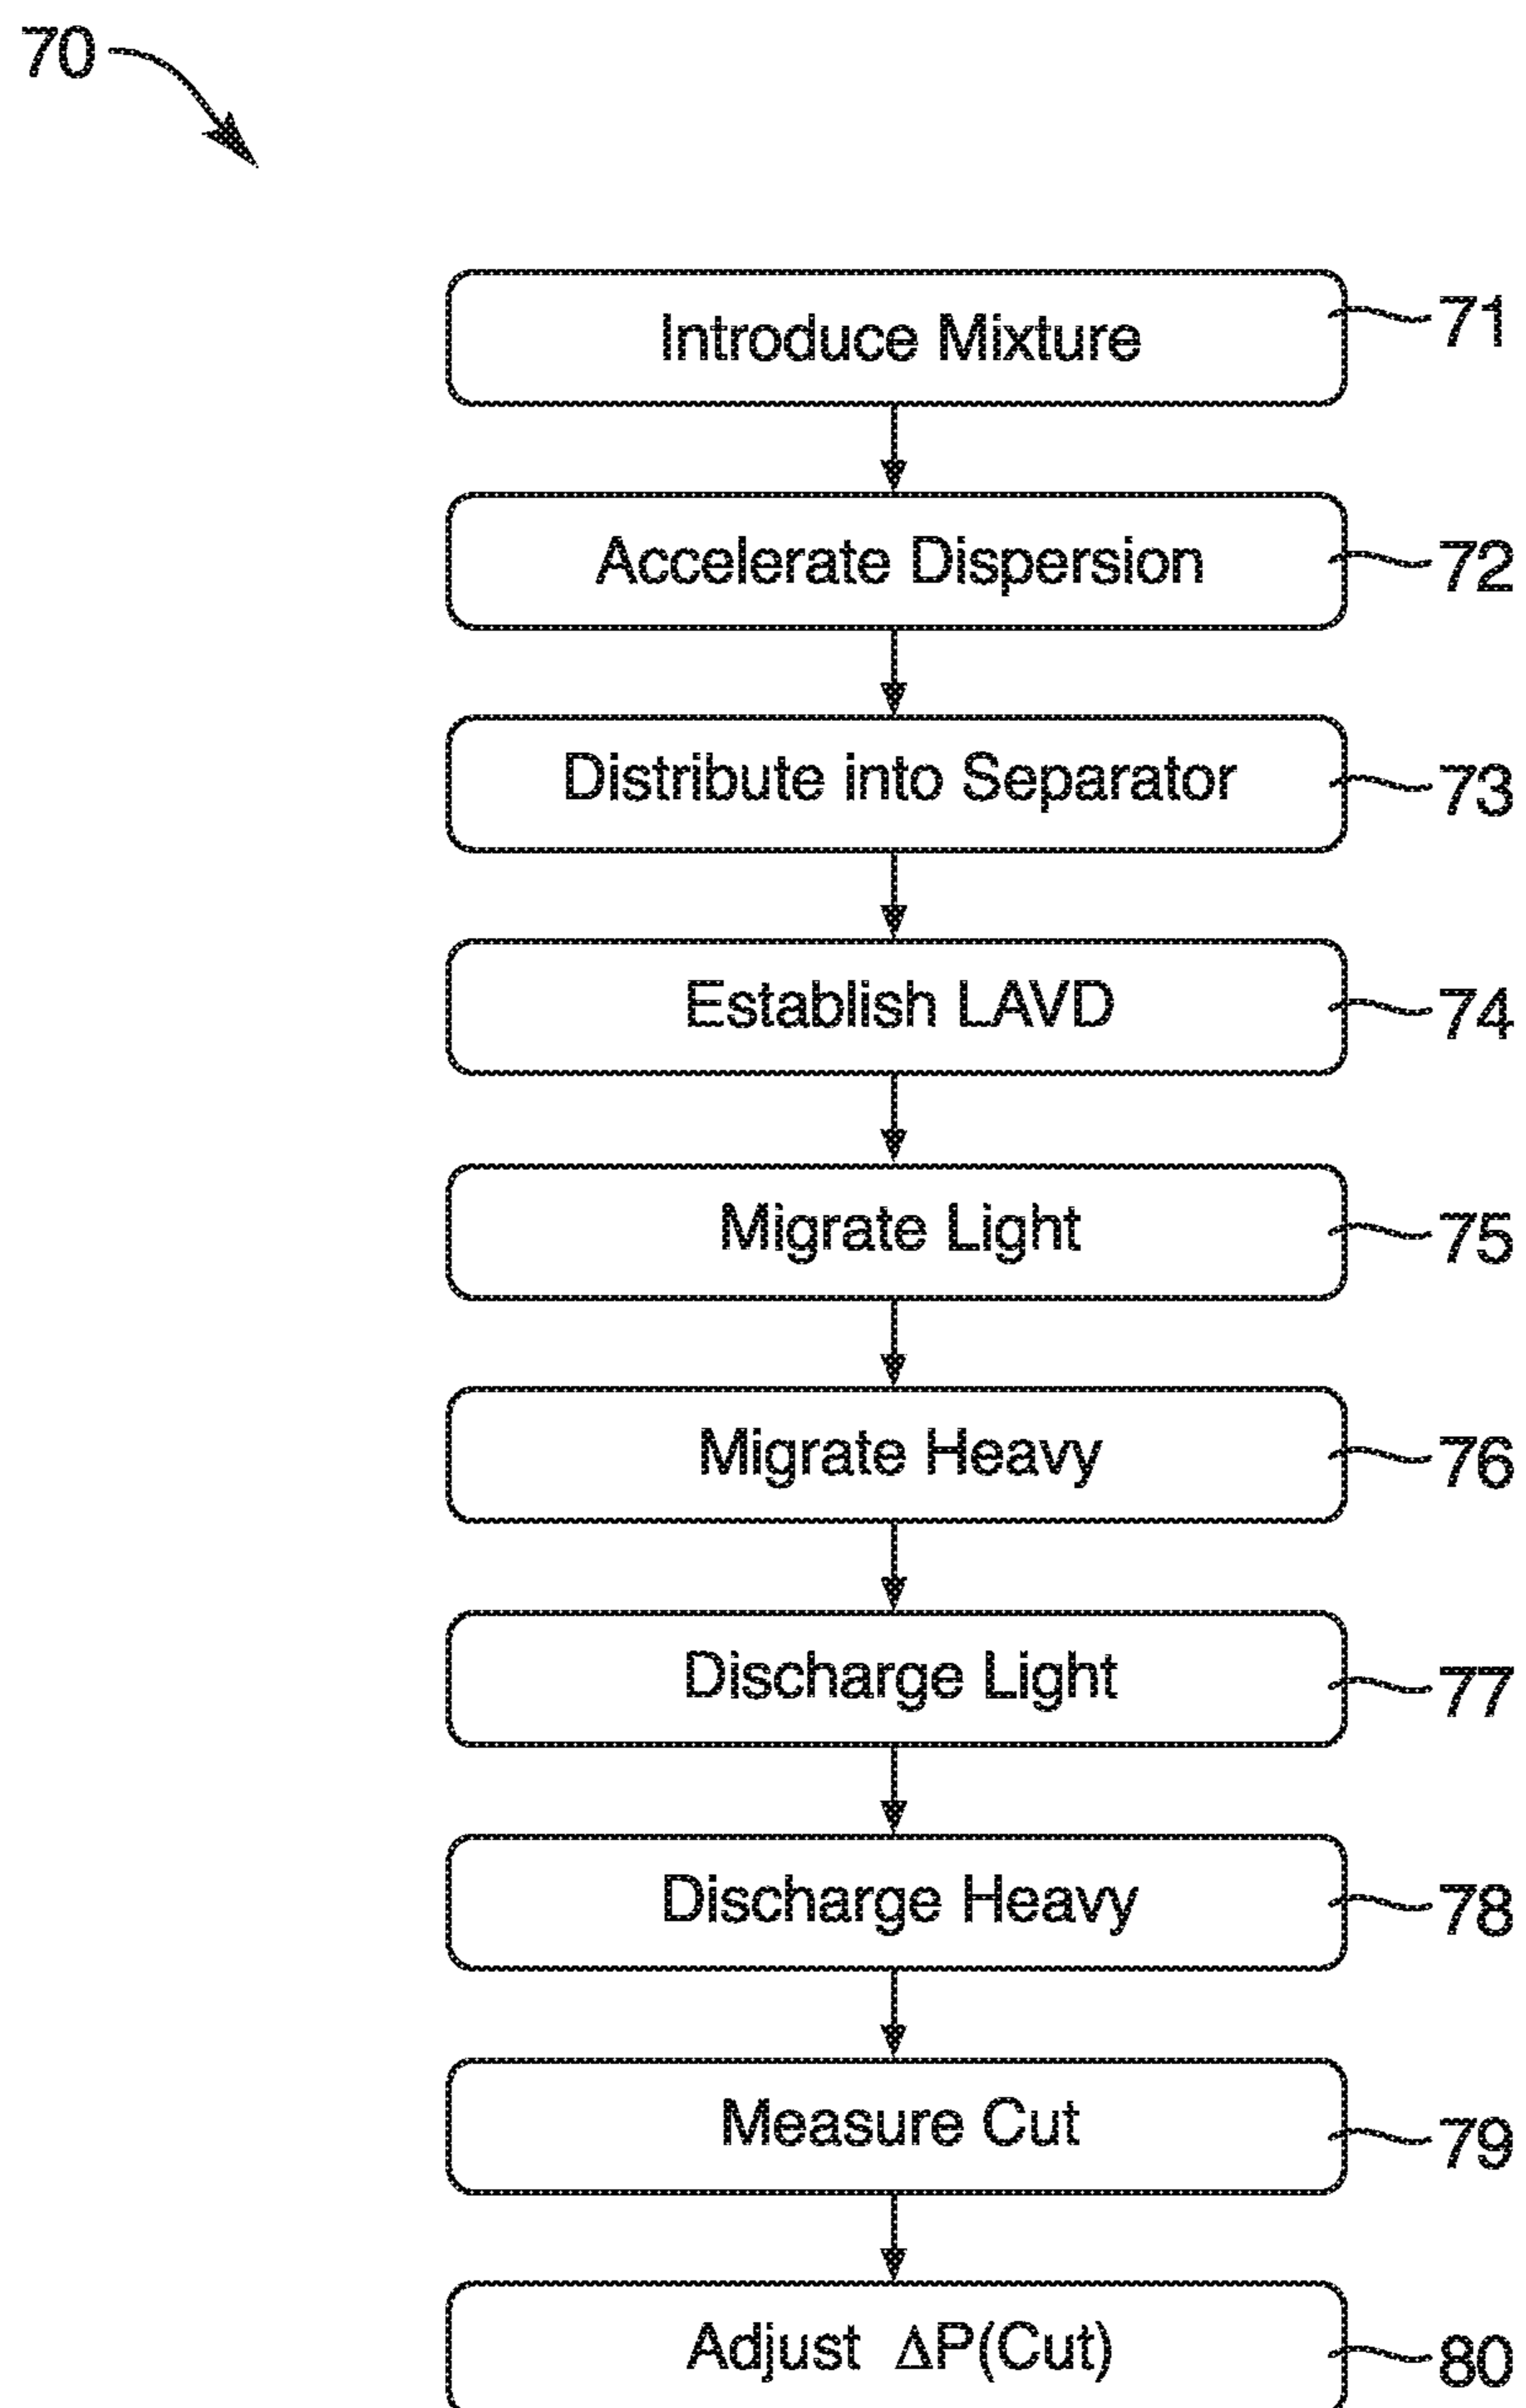 70
Introduce Mixture 71
Accelerate Dispersion 72
Distribute into Separator 73
Establish LAVD 74
Migrate Light 75
Migrate Heavy 76
Discharge Light 77
Discharge Heavy 78
Measure Cut 79
Adjust ΔP(Cut) 80